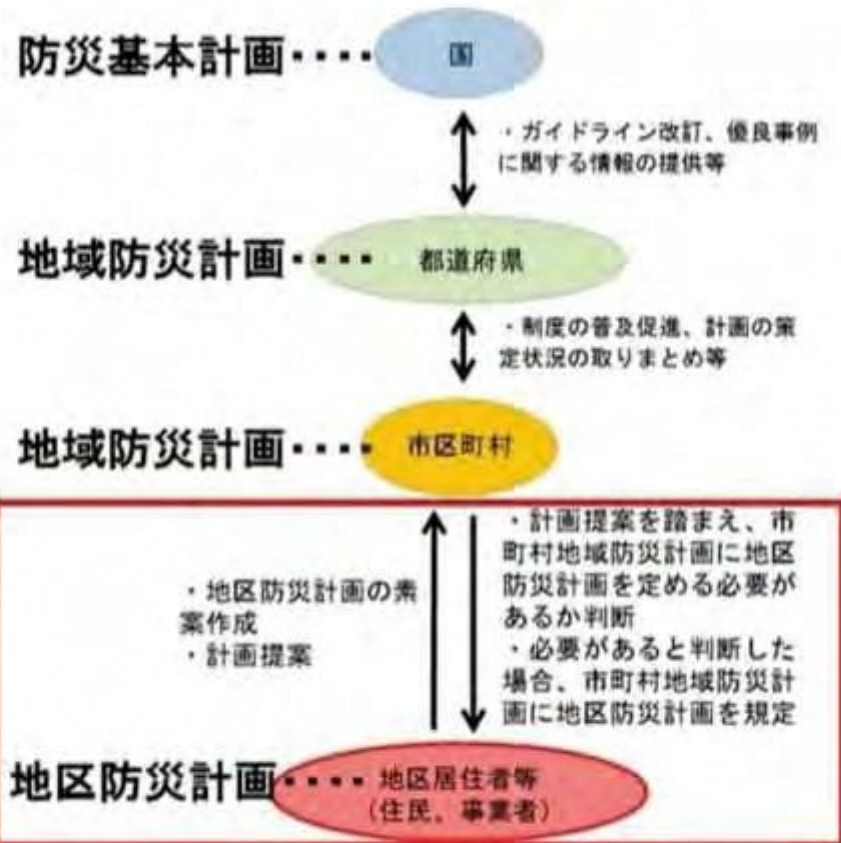 防災基本計画････ 国
・ガイドライン改訂、優良事例
に関する情報の提供等
地域防災計画････ 都道府県
・制度の普及促進、計画の策
定状況の取りまとめ等
地域防災計画････ 市区町村
・地区防災計画の素
案作成
・計画提案
・計画提案を踏まえ、市
町村地域防災計画に地区
防災計画を定める必要が
あるか判断
・必要があると判断した
場合、市町村地域防災計
画に地区防災計画を規定
地区防災計画････ 地区居住者等
(住民、事業者)